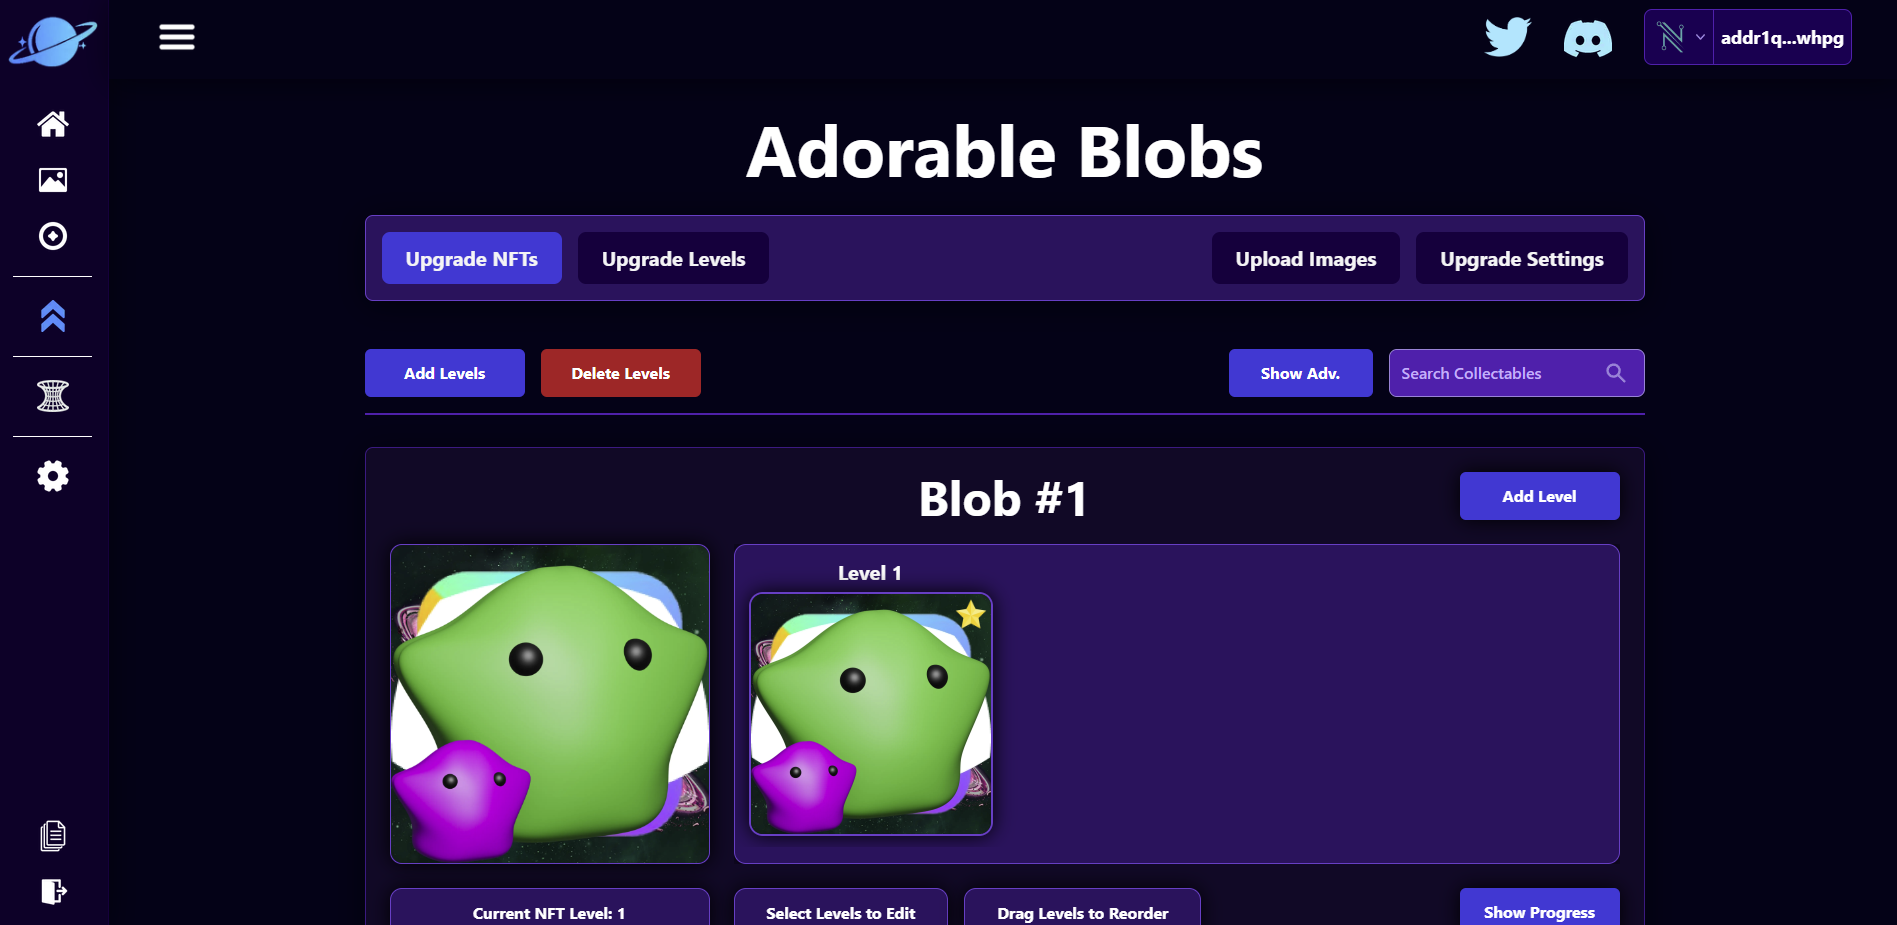 addr1q...whpg
Adorable Blobs
Upgrade NFTs
Upgrade Levels
Upload Images
Upgrade Settings
Add Levels
Delete Levels
Show Adv.
Search Collectables
Blob #1
Add Level
Level 1
Current NFT Level: 1
Select Levels to Edit
Drag Levels to Reorder
Show Progress